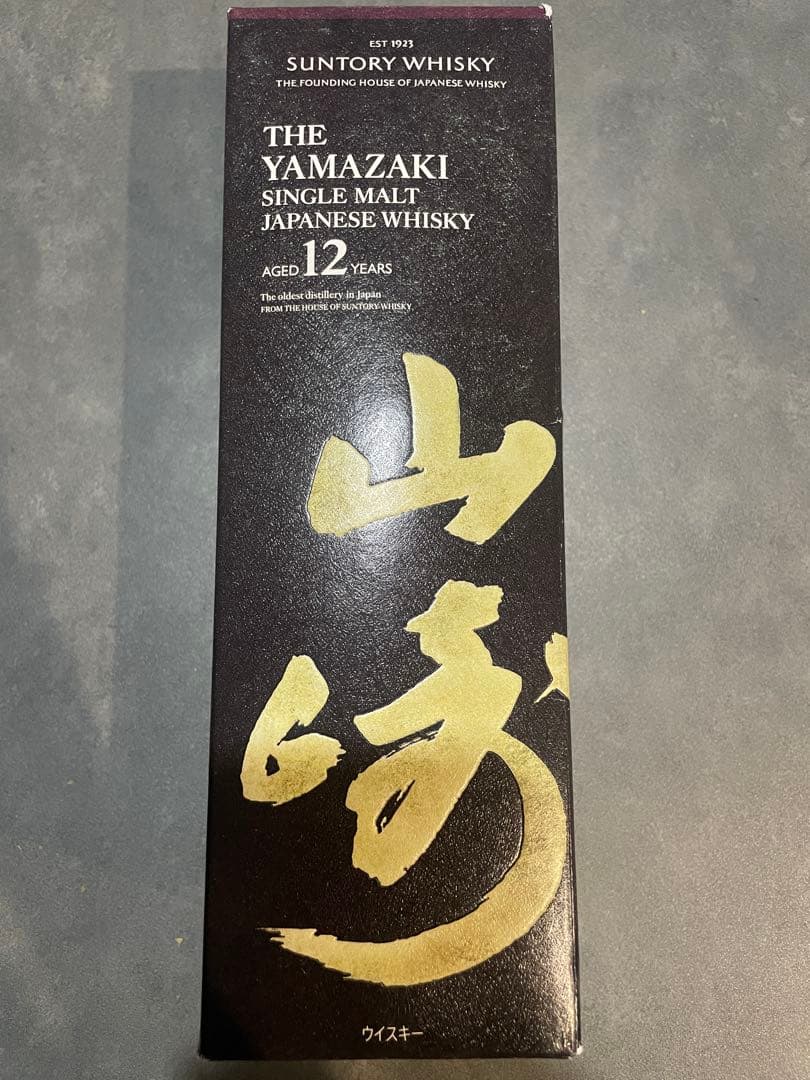 EST 1923
SUNTORY WHISKY
THE FOUNDING HOUSE OF JAPANESE WHISKY
THE
YAMAZAKI
SINGLE MALT
JAPANESE WHISKY
AGED 12 YEARS
The oldest distillery in Japan
FROM THE HOUSE OF SUNTORY WHISKY
山
崎
ウイスキー